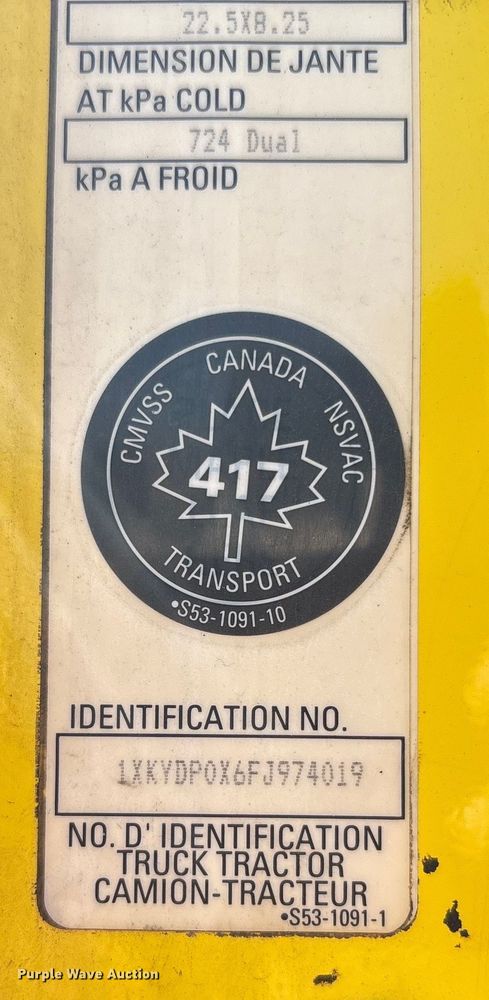 22.5X8.25
DIMENSION DE JANTE
AT kPa COLD
724 Dual
kPa A FROID
CANADA
CMVSS
NSVAC
417
TRANSPORT
•S53-1091-10
IDENTIFICATION NO.
1XKYDP0X6FJ974019
NO. D' IDENTIFICATION
TRUCK TRACTOR
CAMION-TRACTEUR
•S53-1091-1
Purple Wave Auction